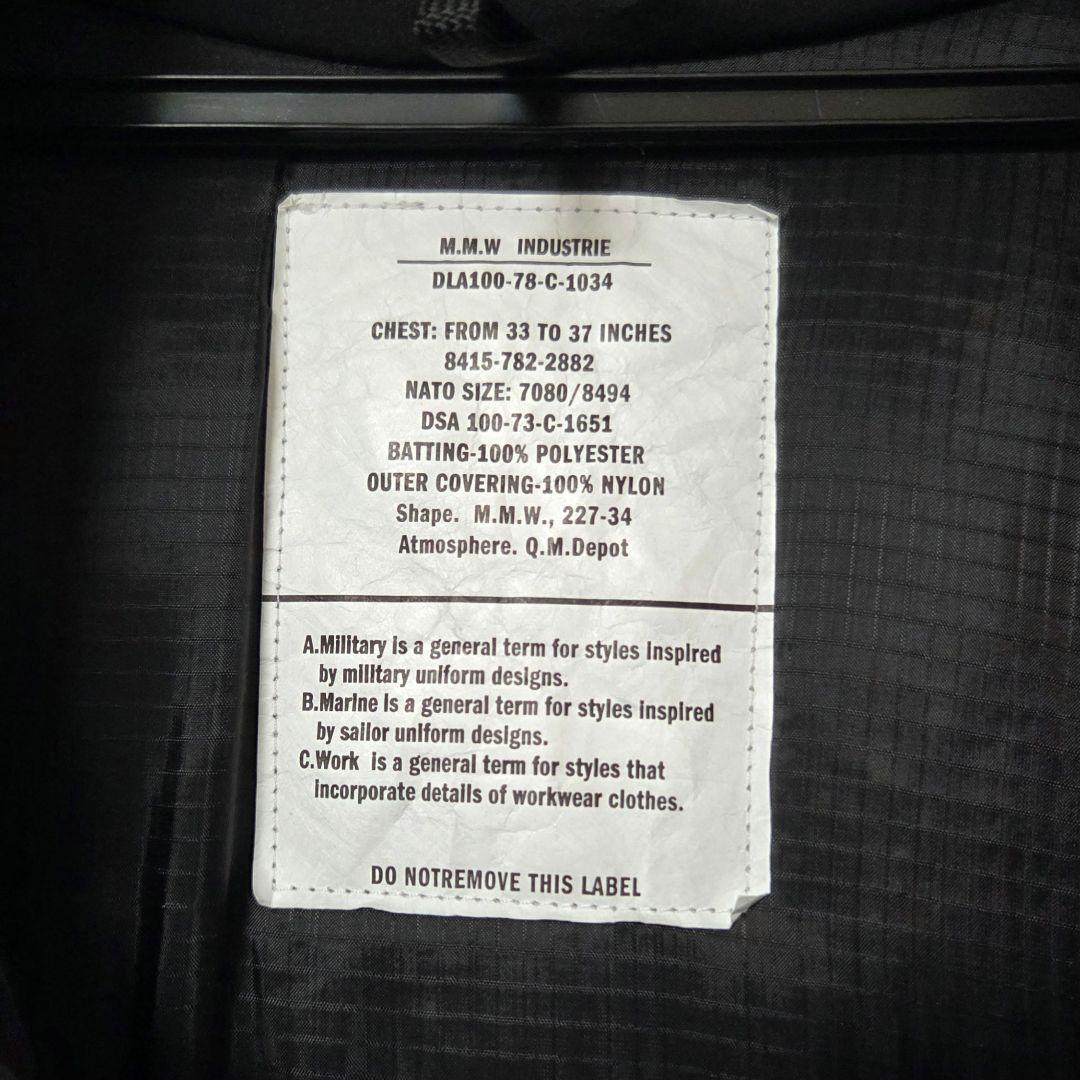 M.M.W INDUSTRIE
DLA100-78-C-1034
CHEST: FROM 33 TO 37 INCHES
8415-782-2882
NATO SIZE: 7080/8494
DSA 100-73-C-1651
BATTING-100% POLYESTER
OUTER COVERING-100% NYLON
Shape. M.M.W., 227-34
Atmosphere. Q.M.Depot
A.Military is a general term for styles inspired
by military uniform designs.
B.Marine is a general term for styles inspired
by sailor uniform designs.
C.Work is a general term for styles that
incorporate details of workwear clothes.
DO NOTREMOVE THIS LABEL